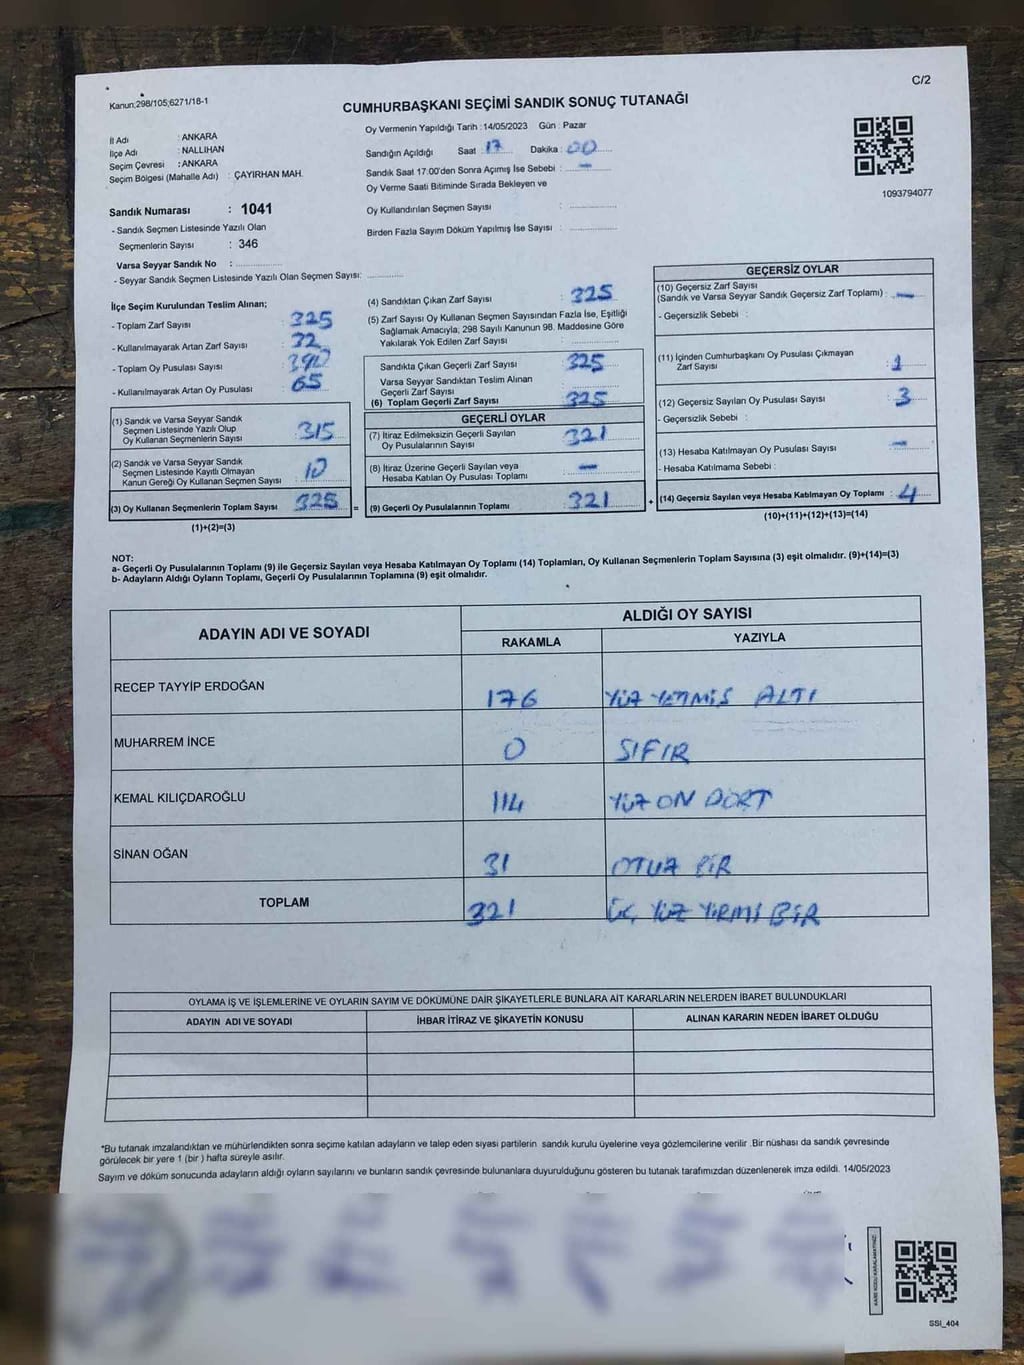 C/2
Kanun:298/105;6271/18-1
CUMHURBAŞKANI SEÇİMİ SANDIK SONUÇ TUTANAĞI
İl Adı : ANKARA
İlçe Adı : NALLIHAN
Seçim Çevresi : ANKARA
Seçim Bölgesi (Mahalle Adı) : ÇAYIRHAN MAH.
Oy Vermenin Yapıldığı Tarih : 14/05/2023 Gün : Pazar
Sandığın Açıldığı Saat 17 Dakika : 00
Sandık Saat 17:00'den Sonra Açımış İse Sebebi : —
Oy Verme Saati Bitiminde Sırada Bekleyen ve
Oy Kullandırılan Seçmen Sayısı :
Birden Fazla Sayım Döküm Yapılmış İse Sayısı :
1093794077
Sandık Numarası : 1041
- Sandık Seçmen Listesinde Yazılı Olan
Seçmenlerin Sayısı : 346
Varsa Seyyar Sandık No :
- Seyyar Sandık Seçmen Listesinde Yazılı Olan Seçmen Sayısı:
İlçe Seçim Kurulundan Teslim Alınan;
- Toplam Zarf Sayısı : 325
- Kullanılmayarak Artan Zarf Sayısı : 32
- Toplam Oy Pusulası Sayısı :
- Kullanılmayarak Artan Oy Pusulası : 65
(1) Sandık ve Varsa Seyyar Sandık
Seçmen Listesinde Yazılı Olup
Oy Kullanan Seçmenlerin Sayısı : 315
(2) Sandık ve Varsa Seyyar Sandık
Seçmen Listesinde Kayıtlı Olmayan
Kanun Gereği Oy Kullanan Seçmen Sayısı : 10
(3) Oy Kullanan Seçmenlerin Toplam Sayısı : 325 =
(1)+(2)=(3)
(4) Sandıktan Çıkan Zarf Sayısı : 325
(5) Zarf Sayısı Oy Kullanan Seçmen Sayısından Fazla İse, Eşitliği
Sağlamak Amacıyla, 298 Sayılı Kanunun 98. Maddesine Göre
Yakılarak Yok Edilen Zarf Sayısı :
Sandıkta Çıkan Geçerli Zarf Sayısı : 325
Varsa Seyyar Sandıktan Teslim Alınan
Geçerli Zarf Sayısı :
(6) Toplam Geçerli Zarf Sayısı : 325
GEÇERLİ OYLAR
(7) İtiraz Edilmeksizin Geçerli Sayılan
Oy Pusulalarının Sayısı : 321
(8) İtiraz Üzerine Geçerli Sayılan veya
Hesaba Katılan Oy Pusulası Toplamı : —
(9) Geçerli Oy Pusulalarının Toplamı : 321 +
GEÇERSİZ OYLAR
(10) Geçersiz Zarf Sayısı
(Sandık ve Varsa Seyyar Sandık Geçersiz Zarf Toplamı) : —
- Geçersizlik Sebebi :
(11) İçinden Cumhurbaşkanı Oy Pusulası Çıkmayan
Zarf Sayısı : 1
(12) Geçersiz Sayılan Oy Pusulası Sayısı : 3
- Geçersizlik Sebebi :
(13) Hesaba Katılmayan Oy Pusulası Sayısı : —
- Hesaba Katılmama Sebebi :
(14) Geçersiz Sayılan veya Hesaba Katılmayan Oy Toplamı : 4
(10)+(11)+(12)+(13)=(14)
NOT:
a- Geçerli Oy Pusulalarının Toplamı (9) ile Geçersiz Sayılan veya Hesaba Katılmayan Oy Toplamı (14) Toplamları, Oy Kullanan Seçmenlerin Toplam Sayısına (3) eşit olmalıdır. (9)+(14)=(3)
b- Adayların Aldığı Oyların Toplamı, Geçerli Oy Pusulalarının Toplamına (9) eşit olmalıdır.
ADAYIN ADI VE SOYADI
ALDIĞI OY SAYISI
RAKAMLA YAZIYLA
RECEP TAYYİP ERDOĞAN 176 YÜZ YETMİŞ ALTI
MUHARREM İNCE 0 SIFIR
KEMAL KILIÇDAROĞLU 114 YÜZ ON DÖRT
SİNAN OĞAN 31 OTUZ BİR
TOPLAM 321 ÜÇ YÜZ YİRMİ BİR
OYLAMA İŞ VE İŞLEMLERİNE VE OYLARIN SAYIM VE DÖKÜMÜNE DAİR ŞİKAYETLERLE BUNLARA AİT KARARLARIN NELERDEN İBARET BULUNDUKLARI
ADAYIN ADI VE SOYADI İHBAR İTİRAZ VE ŞİKAYETİN KONUSU ALINAN KARARIN NEDEN İBARET OLDUĞU
*Bu tutanak imzalandıktan ve mühürlendikten sonra seçime katılan adayların ve talep eden siyasi partilerin sandık kurulu üyelerine veya gözlemcilerine verilir .Bir nüshası da sandık çevresinde
görülecek bir yere 1 (bir ) hafta süreyle asılır.
Sayım ve döküm sonucunda adayların aldığı oyların sayılarını ve bunların sandık çevresinde bulunanlara duyurulduğunu gösteren bu tutanak tarafımızdan düzenlenerek imza edildi. 14/05/2023
KARE KODU KARALAMAYINIZ!
SSI_404